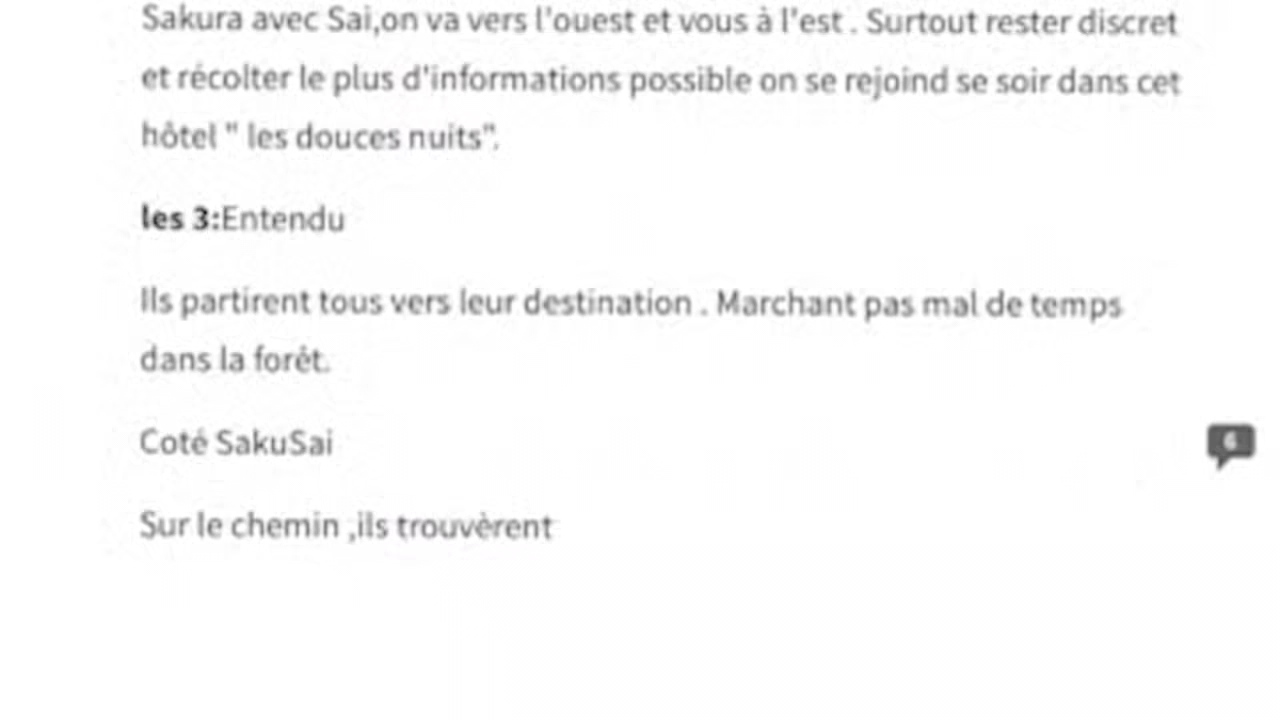 Sakura avec Sai,on va vers l'ouest et vous à l'est . Surtout rester discret
et récolter le plus d'informations possible on se rejoind se soir dans cet
hôtel " les douces nuits".
les 3:Entendu
Ils partirent tous vers leur destination . Marchant pas mal de temps
dans la forêt.
Coté SakuSai
6
Sur le chemin ,ils trouvèrent